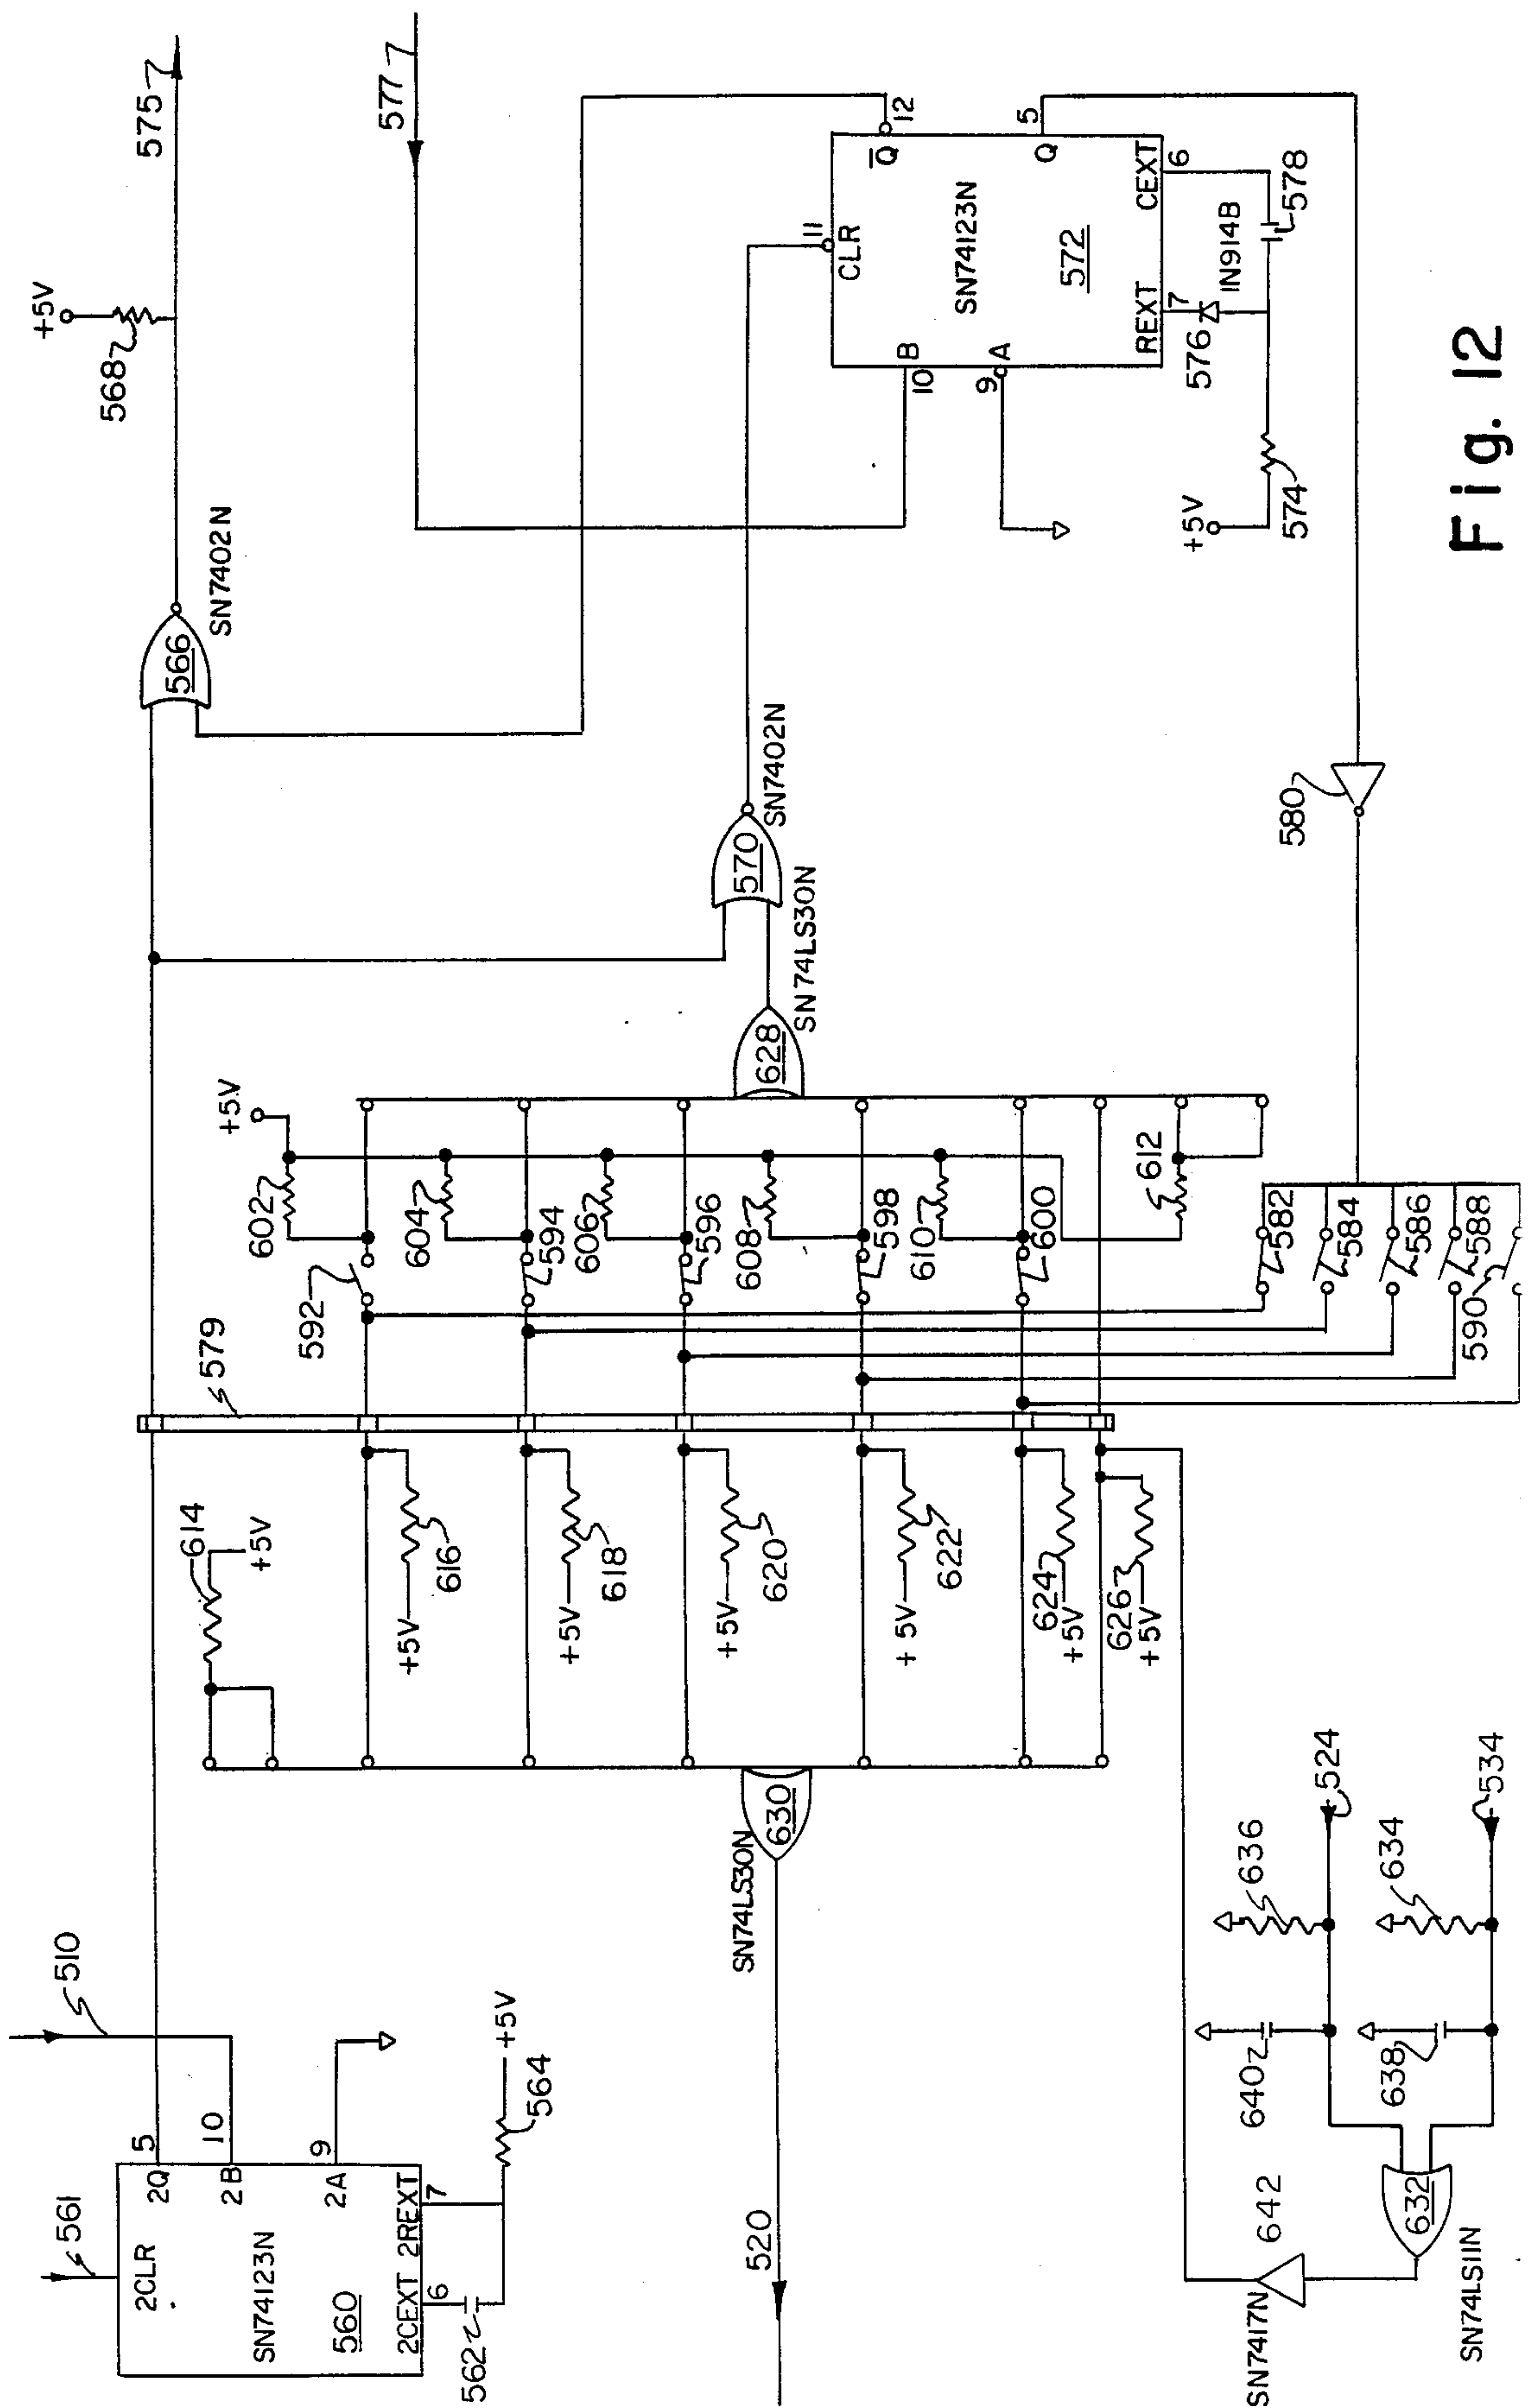 575
577
+5V
568
566
SN7402N
12
Q
5
Q
11
CLR
SN74123N
572
B
10
A
9
REXT
7
CEXT
6
576
1N914B
578
+5V
574
570
SN7402N
628
SN74LS30N
580
+5V
602
604
606
608
610
612
592
594
596
598
600
582
584
586
588
590
579
614
+5V
616
+5V
618
+5V
620
+5V
622
+5V
624
+5V
626
+5V
630
SN74LS30N
520
510
561
2CLR
SN74123N
560
2Q
5
2B
10
2A
9
2CEXT
6
2REXT
7
562
564
+5V
524
534
636
634
640
638
632
SN74LS11N
642
SN7417N
Fig. 12